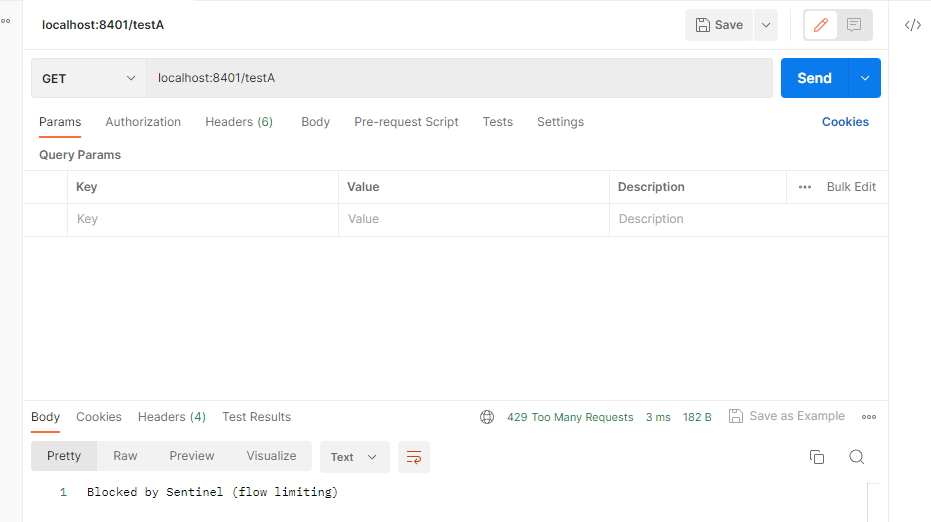 localhost:8401/testA
Save
GET localhost:8401/testA Send
Params Authorization Headers (6) Body Pre-request Script Tests Settings Cookies
Query Params
Key Value Description Bulk Edit
Key Value Description
Body Cookies Headers (4) Test Results 429 Too Many Requests 3 ms 182 B Save as Example
Pretty Raw Preview Visualize Text
1 Blocked by Sentinel (flow limiting)